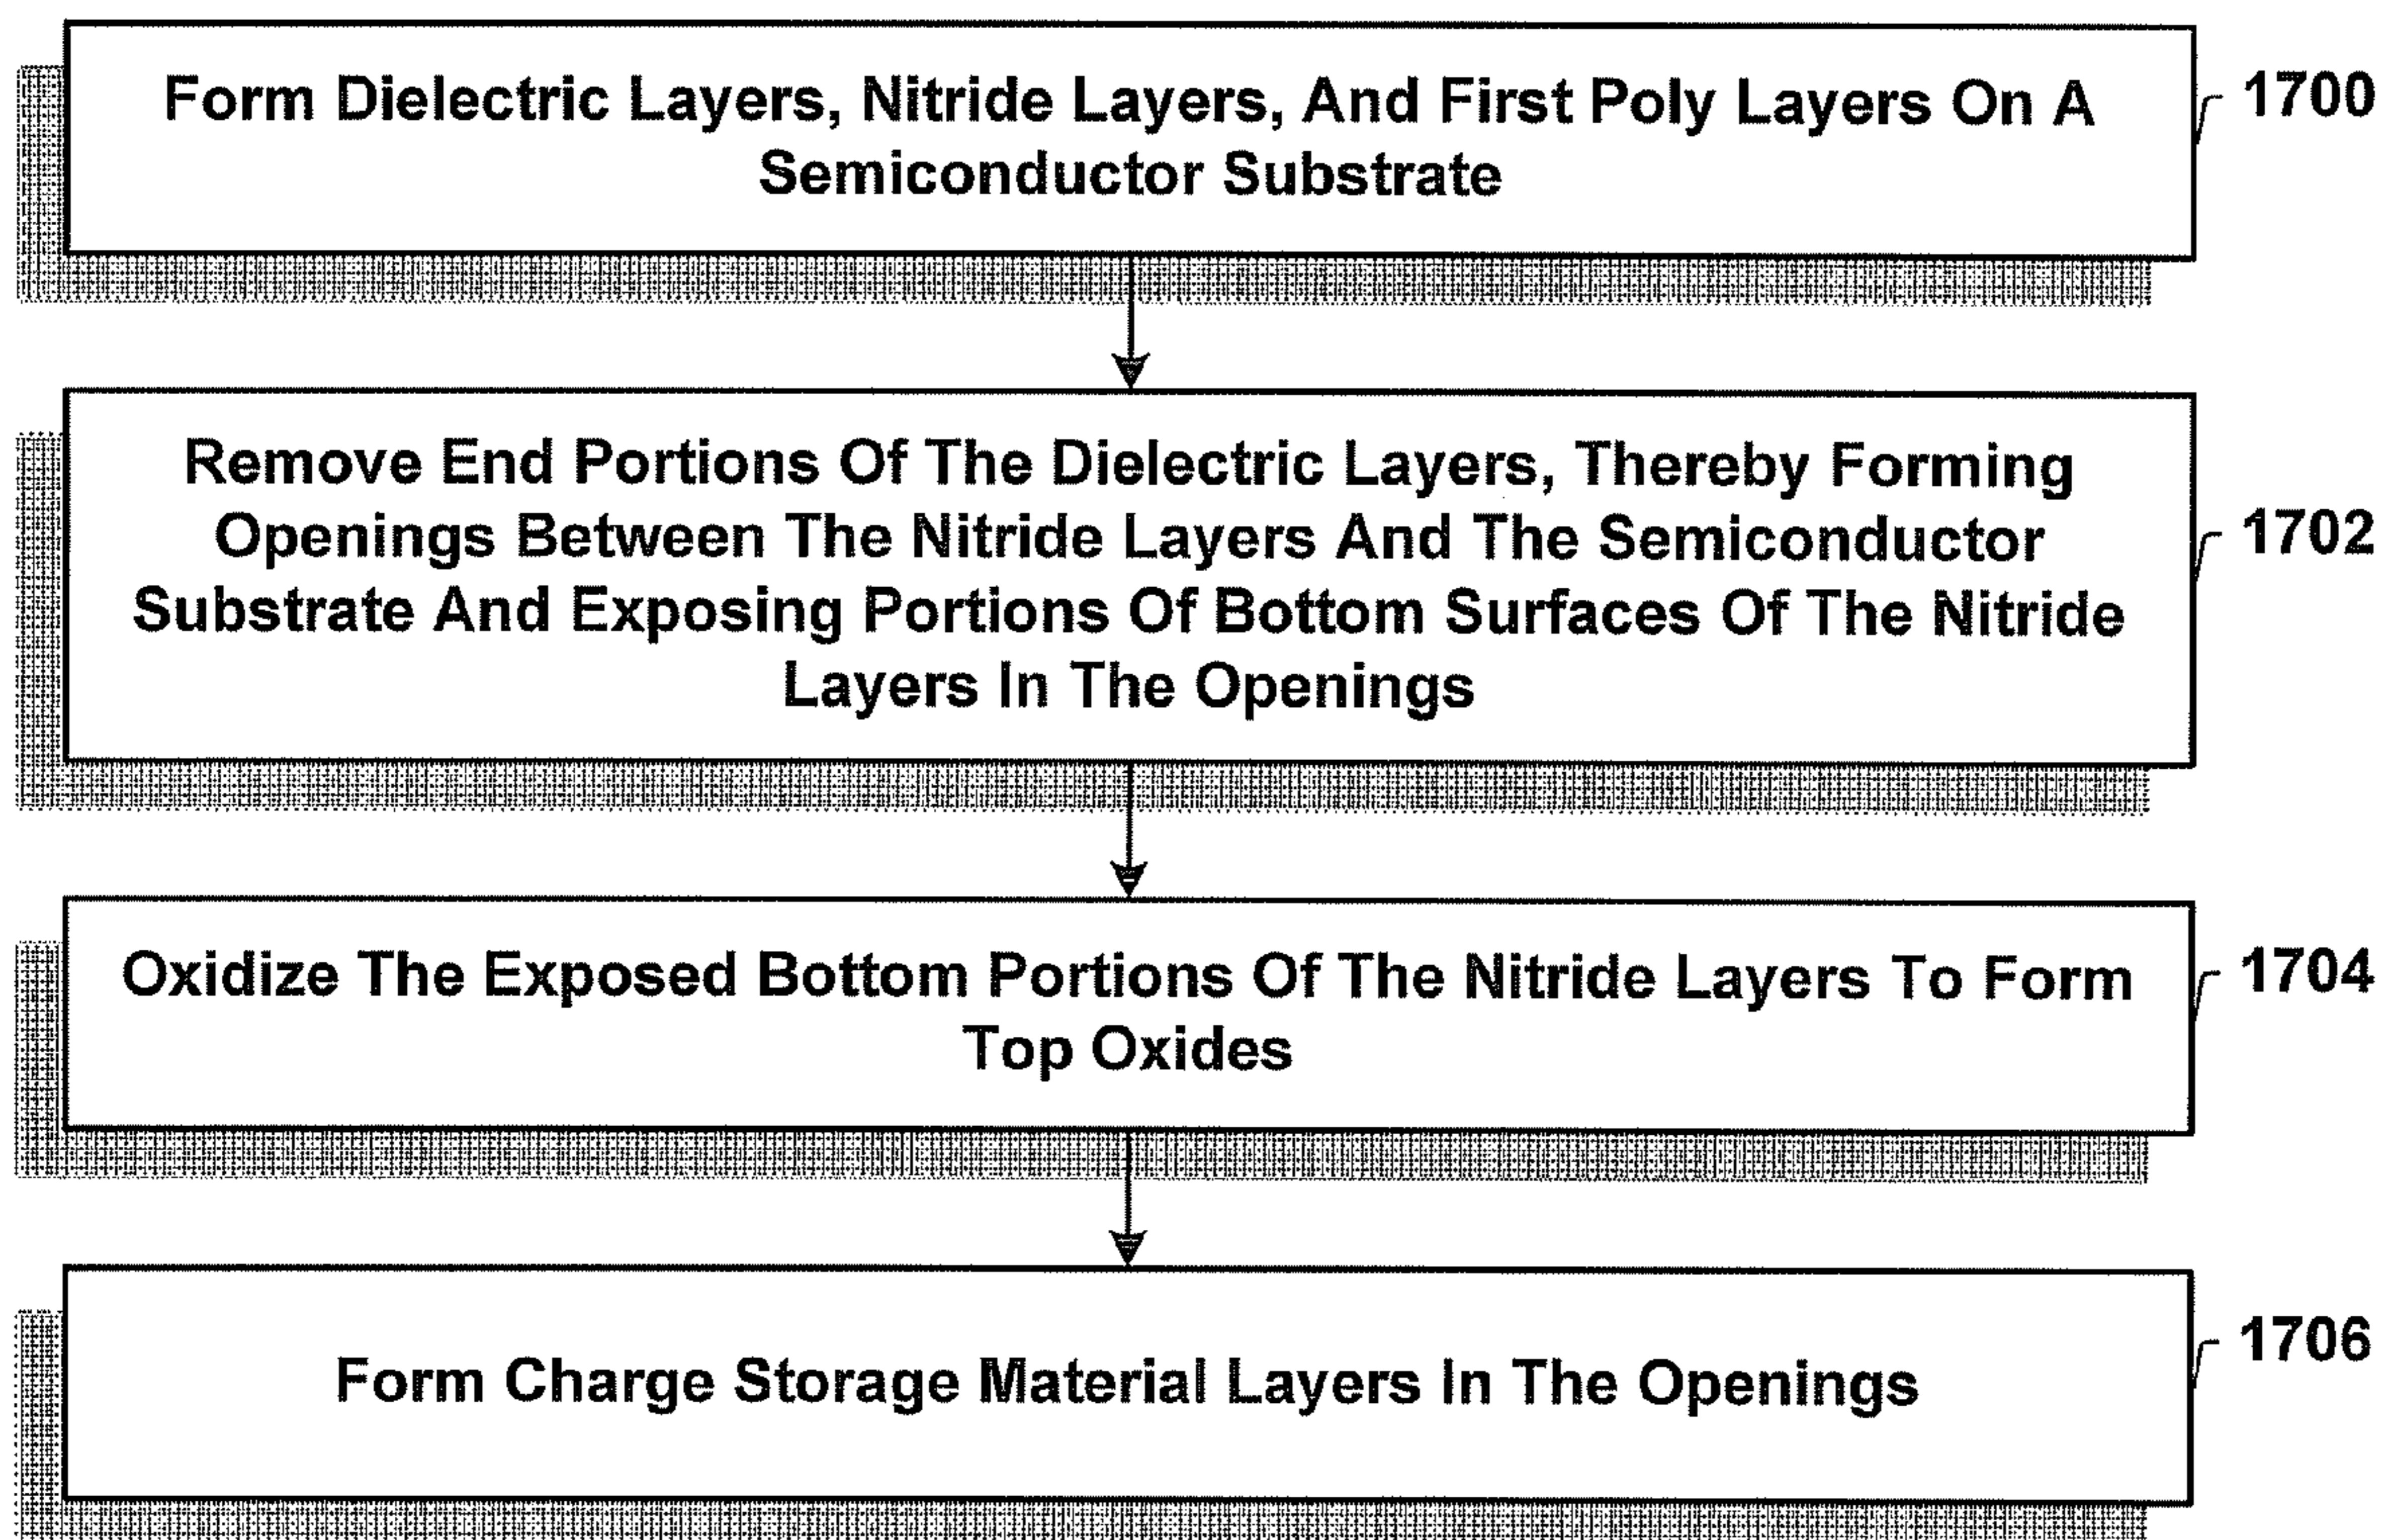 Form Dielectric Layers, Nitride Layers, And First Poly Layers On A
Semiconductor Substrate
1700
Remove End Portions Of The Dielectric Layers, Thereby Forming
Openings Between The Nitride Layers And The Semiconductor
Substrate And Exposing Portions Of Bottom Surfaces Of The Nitride
Layers In The Openings
1702
Oxidize The Exposed Bottom Portions Of The Nitride Layers To Form
Top Oxides
1704
Form Charge Storage Material Layers In The Openings
1706